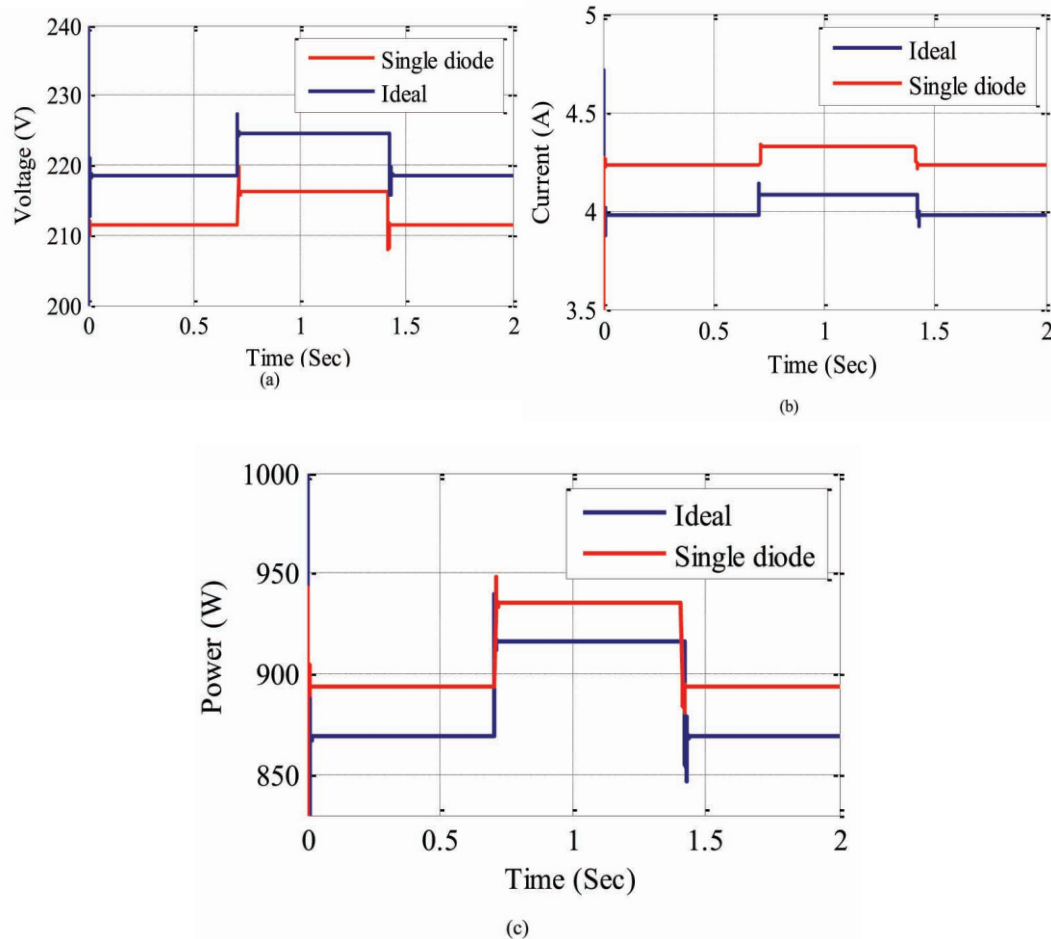 240
230
220
210
200
Voltage (V)
Single diode
Ideal
0
0.5
1
1.5
2
Time (Sec)
(a)
5
4.5
4
3.5
Current (A)
Ideal
Single diode
0
0.5
1
1.5
2
Time (Sec)
(b)
1000
950
900
850
Power (W)
Ideal
Single diode
0
0.5
1
1.5
2
Time (Sec)
(c)